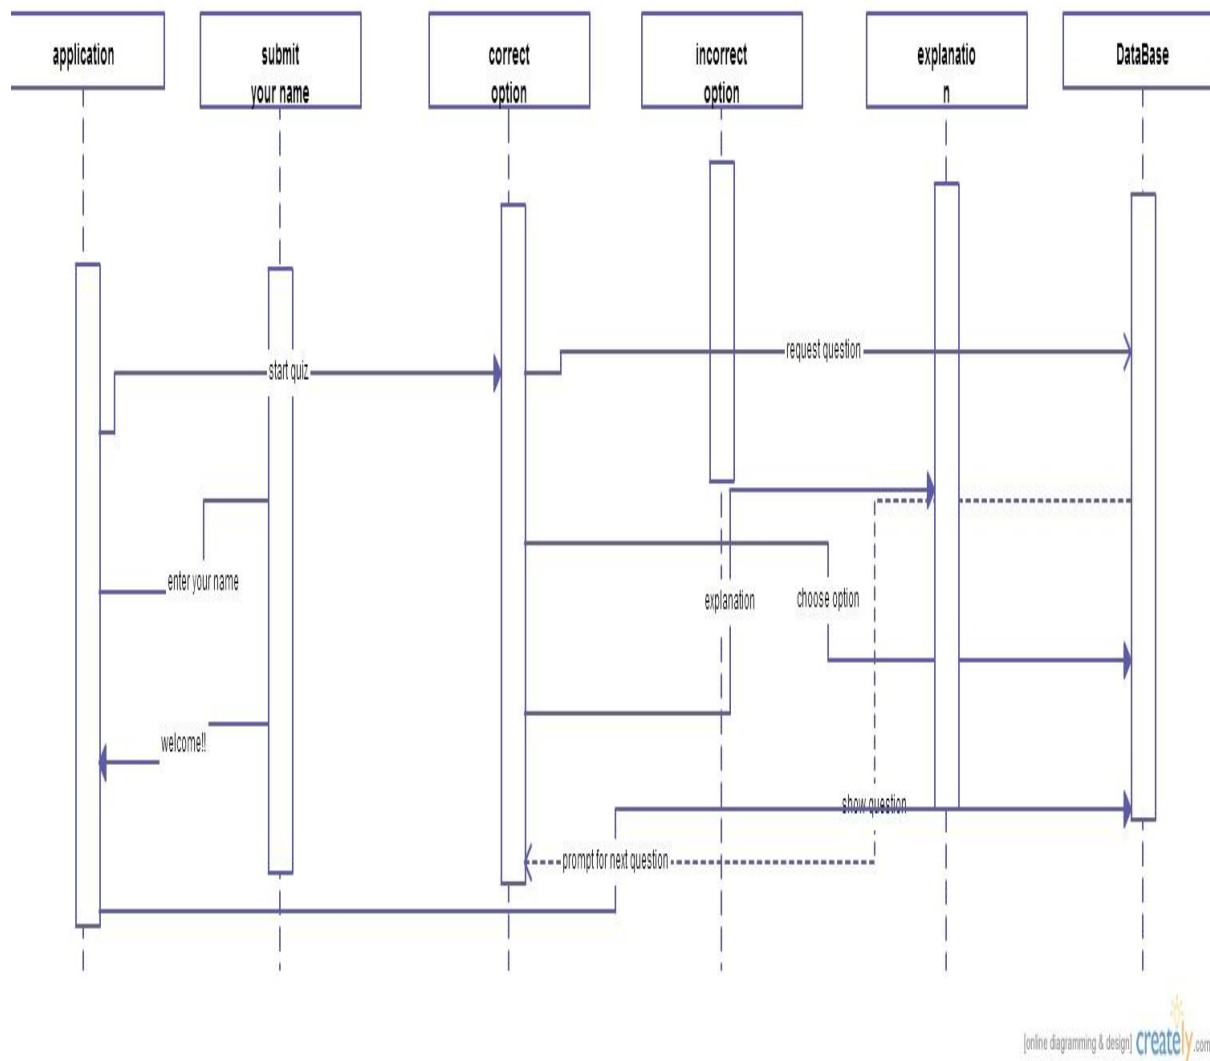 application
submit
your name
correct
option
incorrect
option
explanatio
n
DataBase
request question
start quiz
enter your name
explanation
choose option
welcome!!
show question
prompt for next question
[online diagramming & design] creately.com